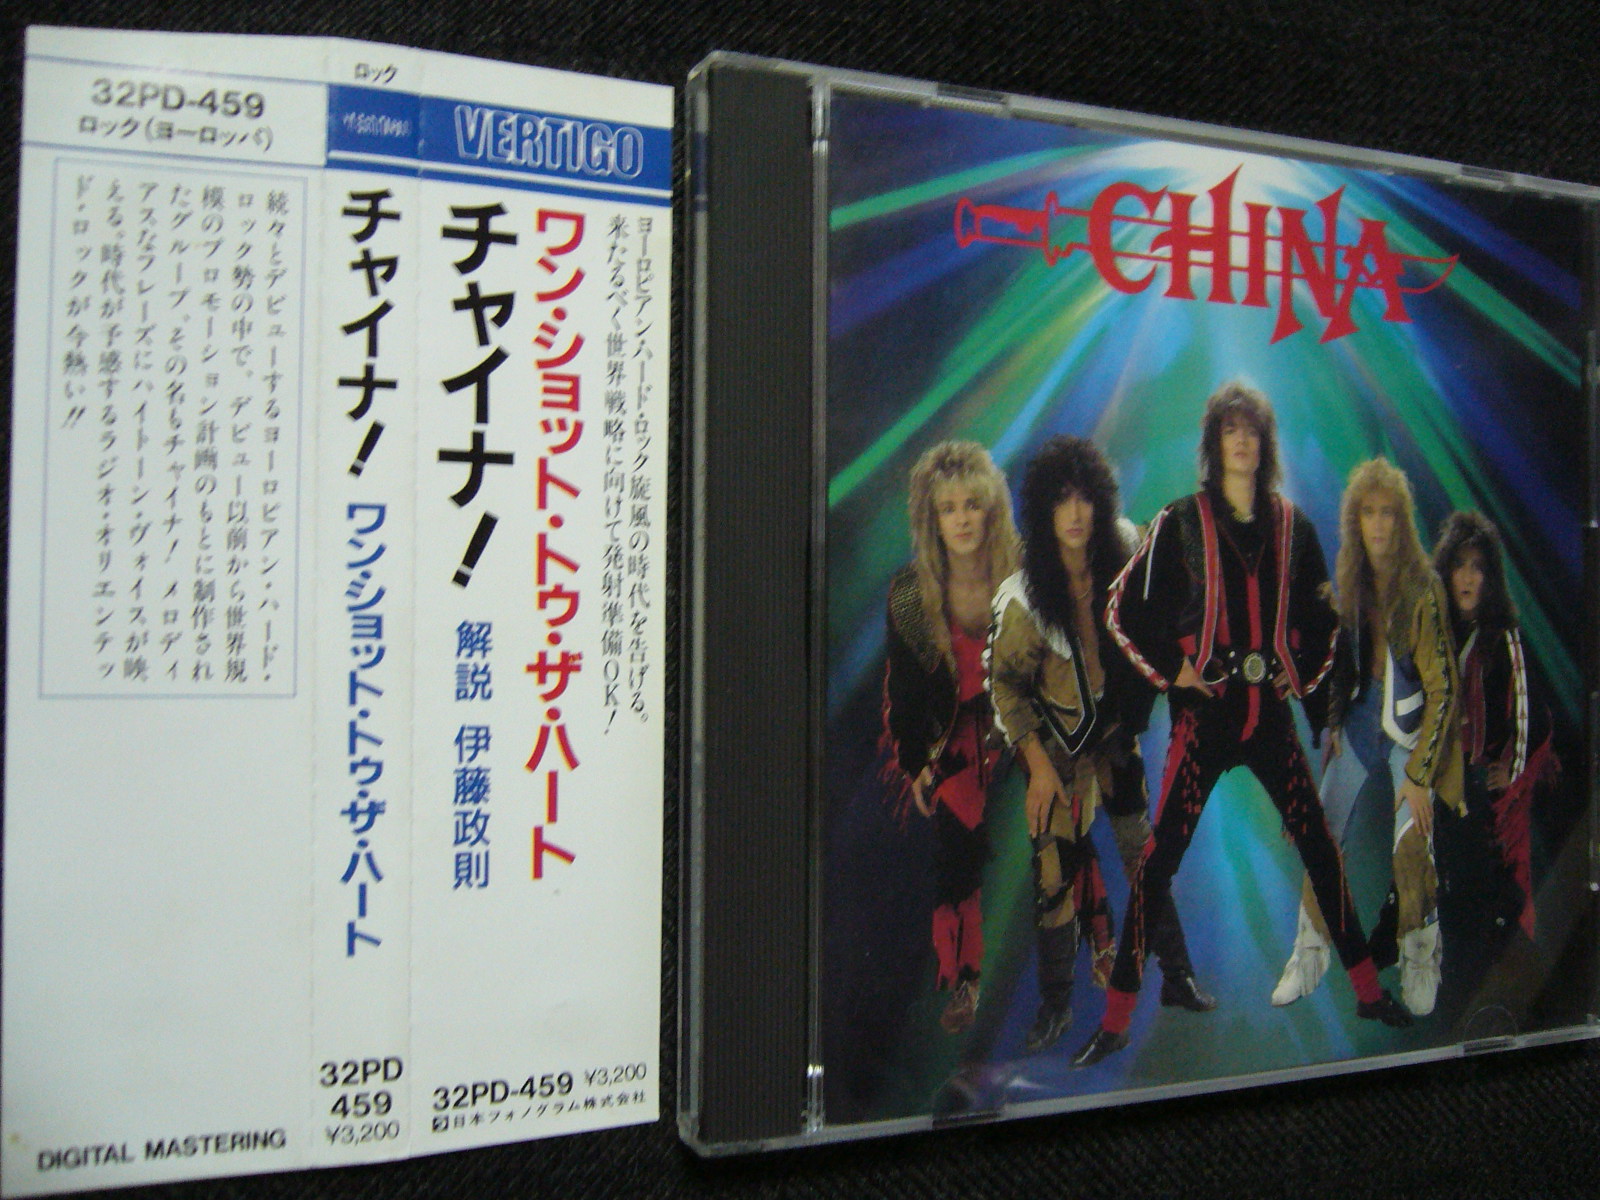 32PD-459
ロック(ヨーロッパ)
続々とデビューするヨーロピアン・ハード・
ロック勢の中で、デビュー以前から世界規
模のプロモーション計画のもとに制作され
たグループ。その名もチャイナ! メロディ
アスなフレーズにハイトーン・ヴォイスが映
える、時代が予感するラジオ・オリエンテッ
ド・ロックが今熱い!!
DIGITAL MASTERING
ロック
チャイナ! ワン・ショット・トゥ・ザ・ハート
32PD
459
¥3,200
VERTIGO
ヨーロピアン・ハード・ロック旋風の時代を告げる。
来たるべく世界戦略に向けて発射準備OK!
ワン・ショット・トゥ・ザ・ハート
チャイナ!
解説 伊藤政則
32PD-459 ¥3,200
日本フォノグラム株式会社
CHINA